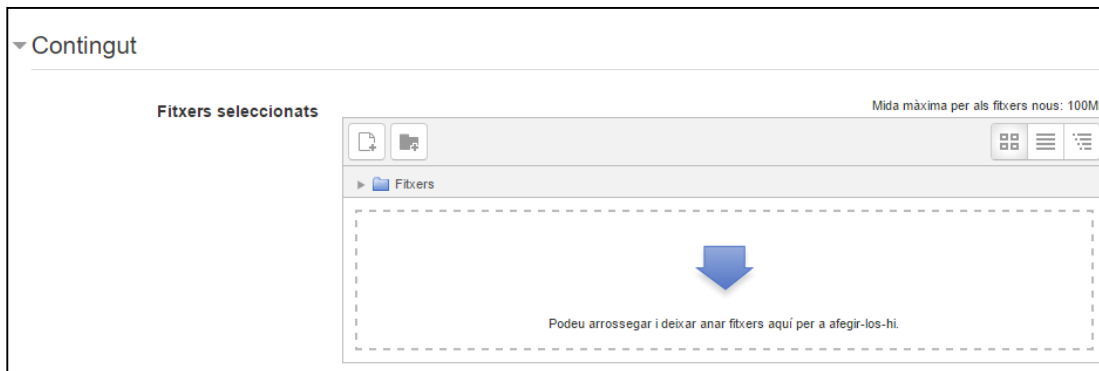 Contingut
Fitxers seleccionats
Mida màxima per als fitxers nous: 100M
Fitxers
Podeu arrossegar i deixar anar fitxers aquí per a afegir-los-hi.